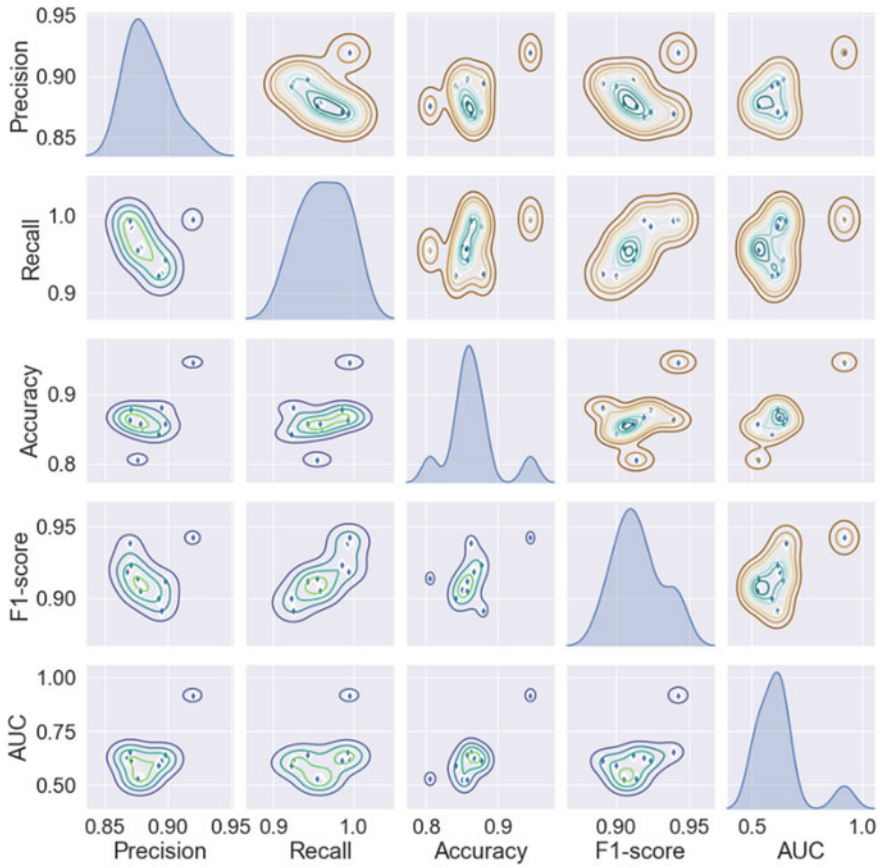 0.95
0.90
0.85
Precision
1.0
0.9
Recall
0.9
0.8
Accuracy
0.95
0.90
F1-score
1.00
0.75
0.50
AUC
0.85 0.90 0.95 0.9 1.0 0.8 0.9 0.90 0.95 0.5 1.0
Precision Recall Accuracy F1-score AUC